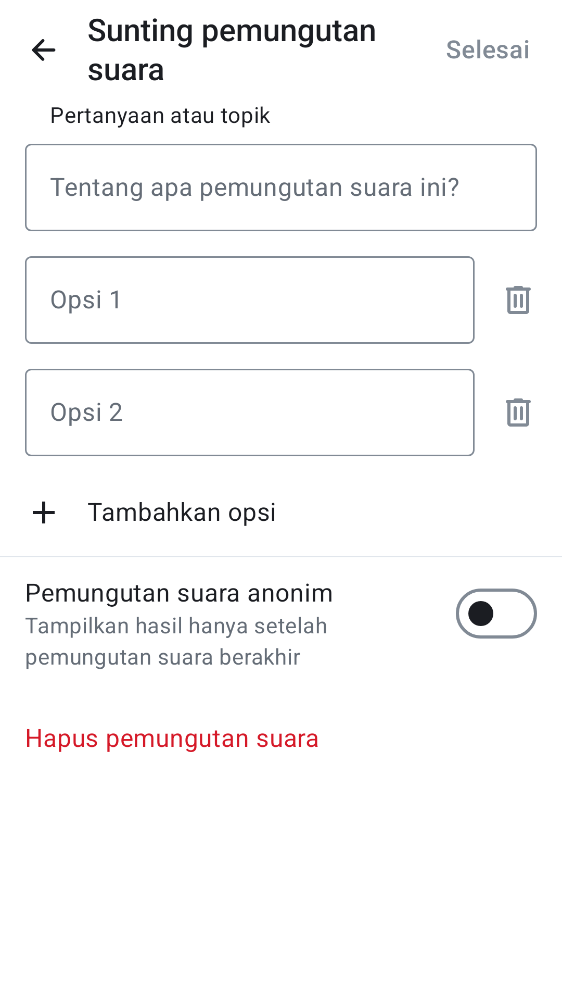 Sunting pemungutan
suara
Selesai
Pertanyaan atau topik
Tentang apa pemungutan suara ini?
Opsi 1
Opsi 2
Tambahkan opsi
Pemungutan suara anonim
Tampilkan hasil hanya setelah
pemungutan suara berakhir
Hapus pemungutan suara